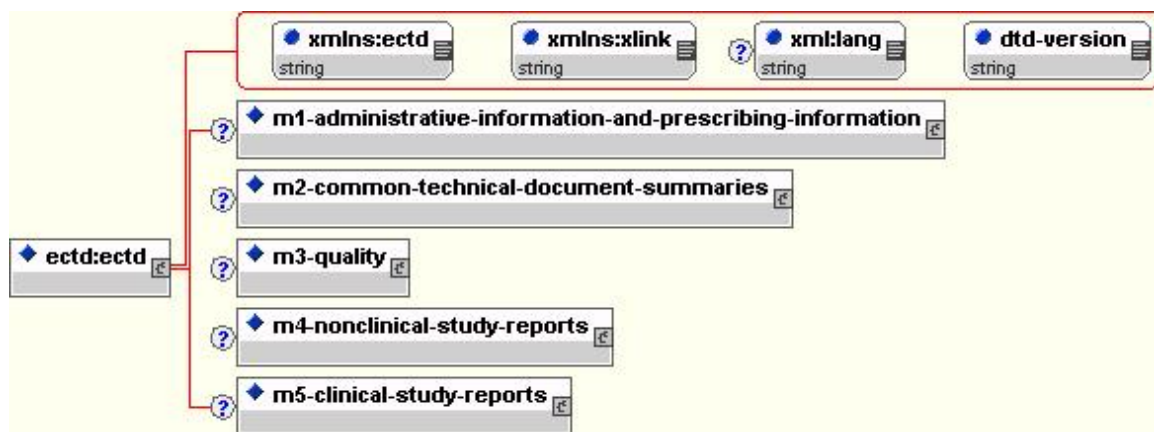 xmlns:ectd xmlns:xlink ? xml:lang dtd-version
string string string string
? m1-administrative-information-and-prescribing-information
? m2-common-technical-document-summaries
ectd:ectd
? m3-quality
? m4-nonclinical-study-reports
? m5-clinical-study-reports